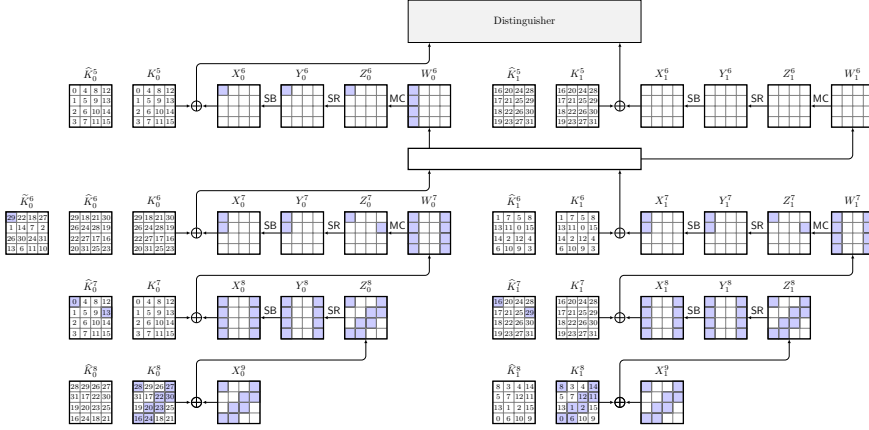 Distinguisher
K̂₀⁵ K₀⁵ X₀⁶ Y₀⁶ Z₀⁶ W₀⁶ K̂₁⁵ K₁⁵ X₁⁶ Y₁⁶ Z₁⁶ W₁⁶
0 4 8 12 0 4 8 12 16 20 24 28 16 20 24 28
1 5 9 13 1 5 9 13 17 21 25 29 17 21 25 29
SB SR MC SB SR MC
2 6 10 14 2 6 10 14 18 22 26 30 18 22 26 30
3 7 11 15 3 7 11 15 19 23 27 31 19 23 27 31
K̃₀⁶ K̂₀⁶ K₀⁶ X₀⁷ Y₀⁷ Z₀⁷ W₀⁷ K̂₁⁶ K₁⁶ X₁⁷ Y₁⁷ Z₁⁷ W₁⁷
29 22 18 27 29 18 21 30 29 18 21 30 1 7 5 8 1 7 5 8
1 14 7 2 26 24 28 19 26 24 28 19 13 11 0 15 13 11 0 15
SB SR MC SB SR MC
26 30 24 31 22 27 17 16 22 27 17 16 14 2 12 4 14 2 12 4
13 6 11 10 20 31 25 23 20 31 25 23 6 10 9 3 6 10 9 3
K̂₀⁷ K₀⁷ X₀⁸ Y₀⁸ Z₀⁸ K̂₁⁷ K₁⁷ X₁⁸ Y₁⁸ Z₁⁸
0 4 8 12 0 4 8 12 16 20 24 28 16 20 24 28
1 5 9 13 1 5 9 13 17 21 25 29 17 21 25 29
SB SR SB SR
2 6 10 14 2 6 10 14 18 22 26 30 18 22 26 30
3 7 11 15 3 7 11 15 19 23 27 31 19 23 27 31
K̂₀⁸ K₀⁸ X₀⁹ K̂₁⁸ K₁⁸ X₁⁹
28 29 26 27 28 29 26 27 8 3 4 14 8 3 4 14
31 17 22 30 31 17 22 30 5 7 12 11 5 7 12 11
19 20 23 25 19 20 23 25 13 1 2 15 13 1 2 15
16 24 18 21 16 24 18 21 0 6 10 9 0 6 10 9